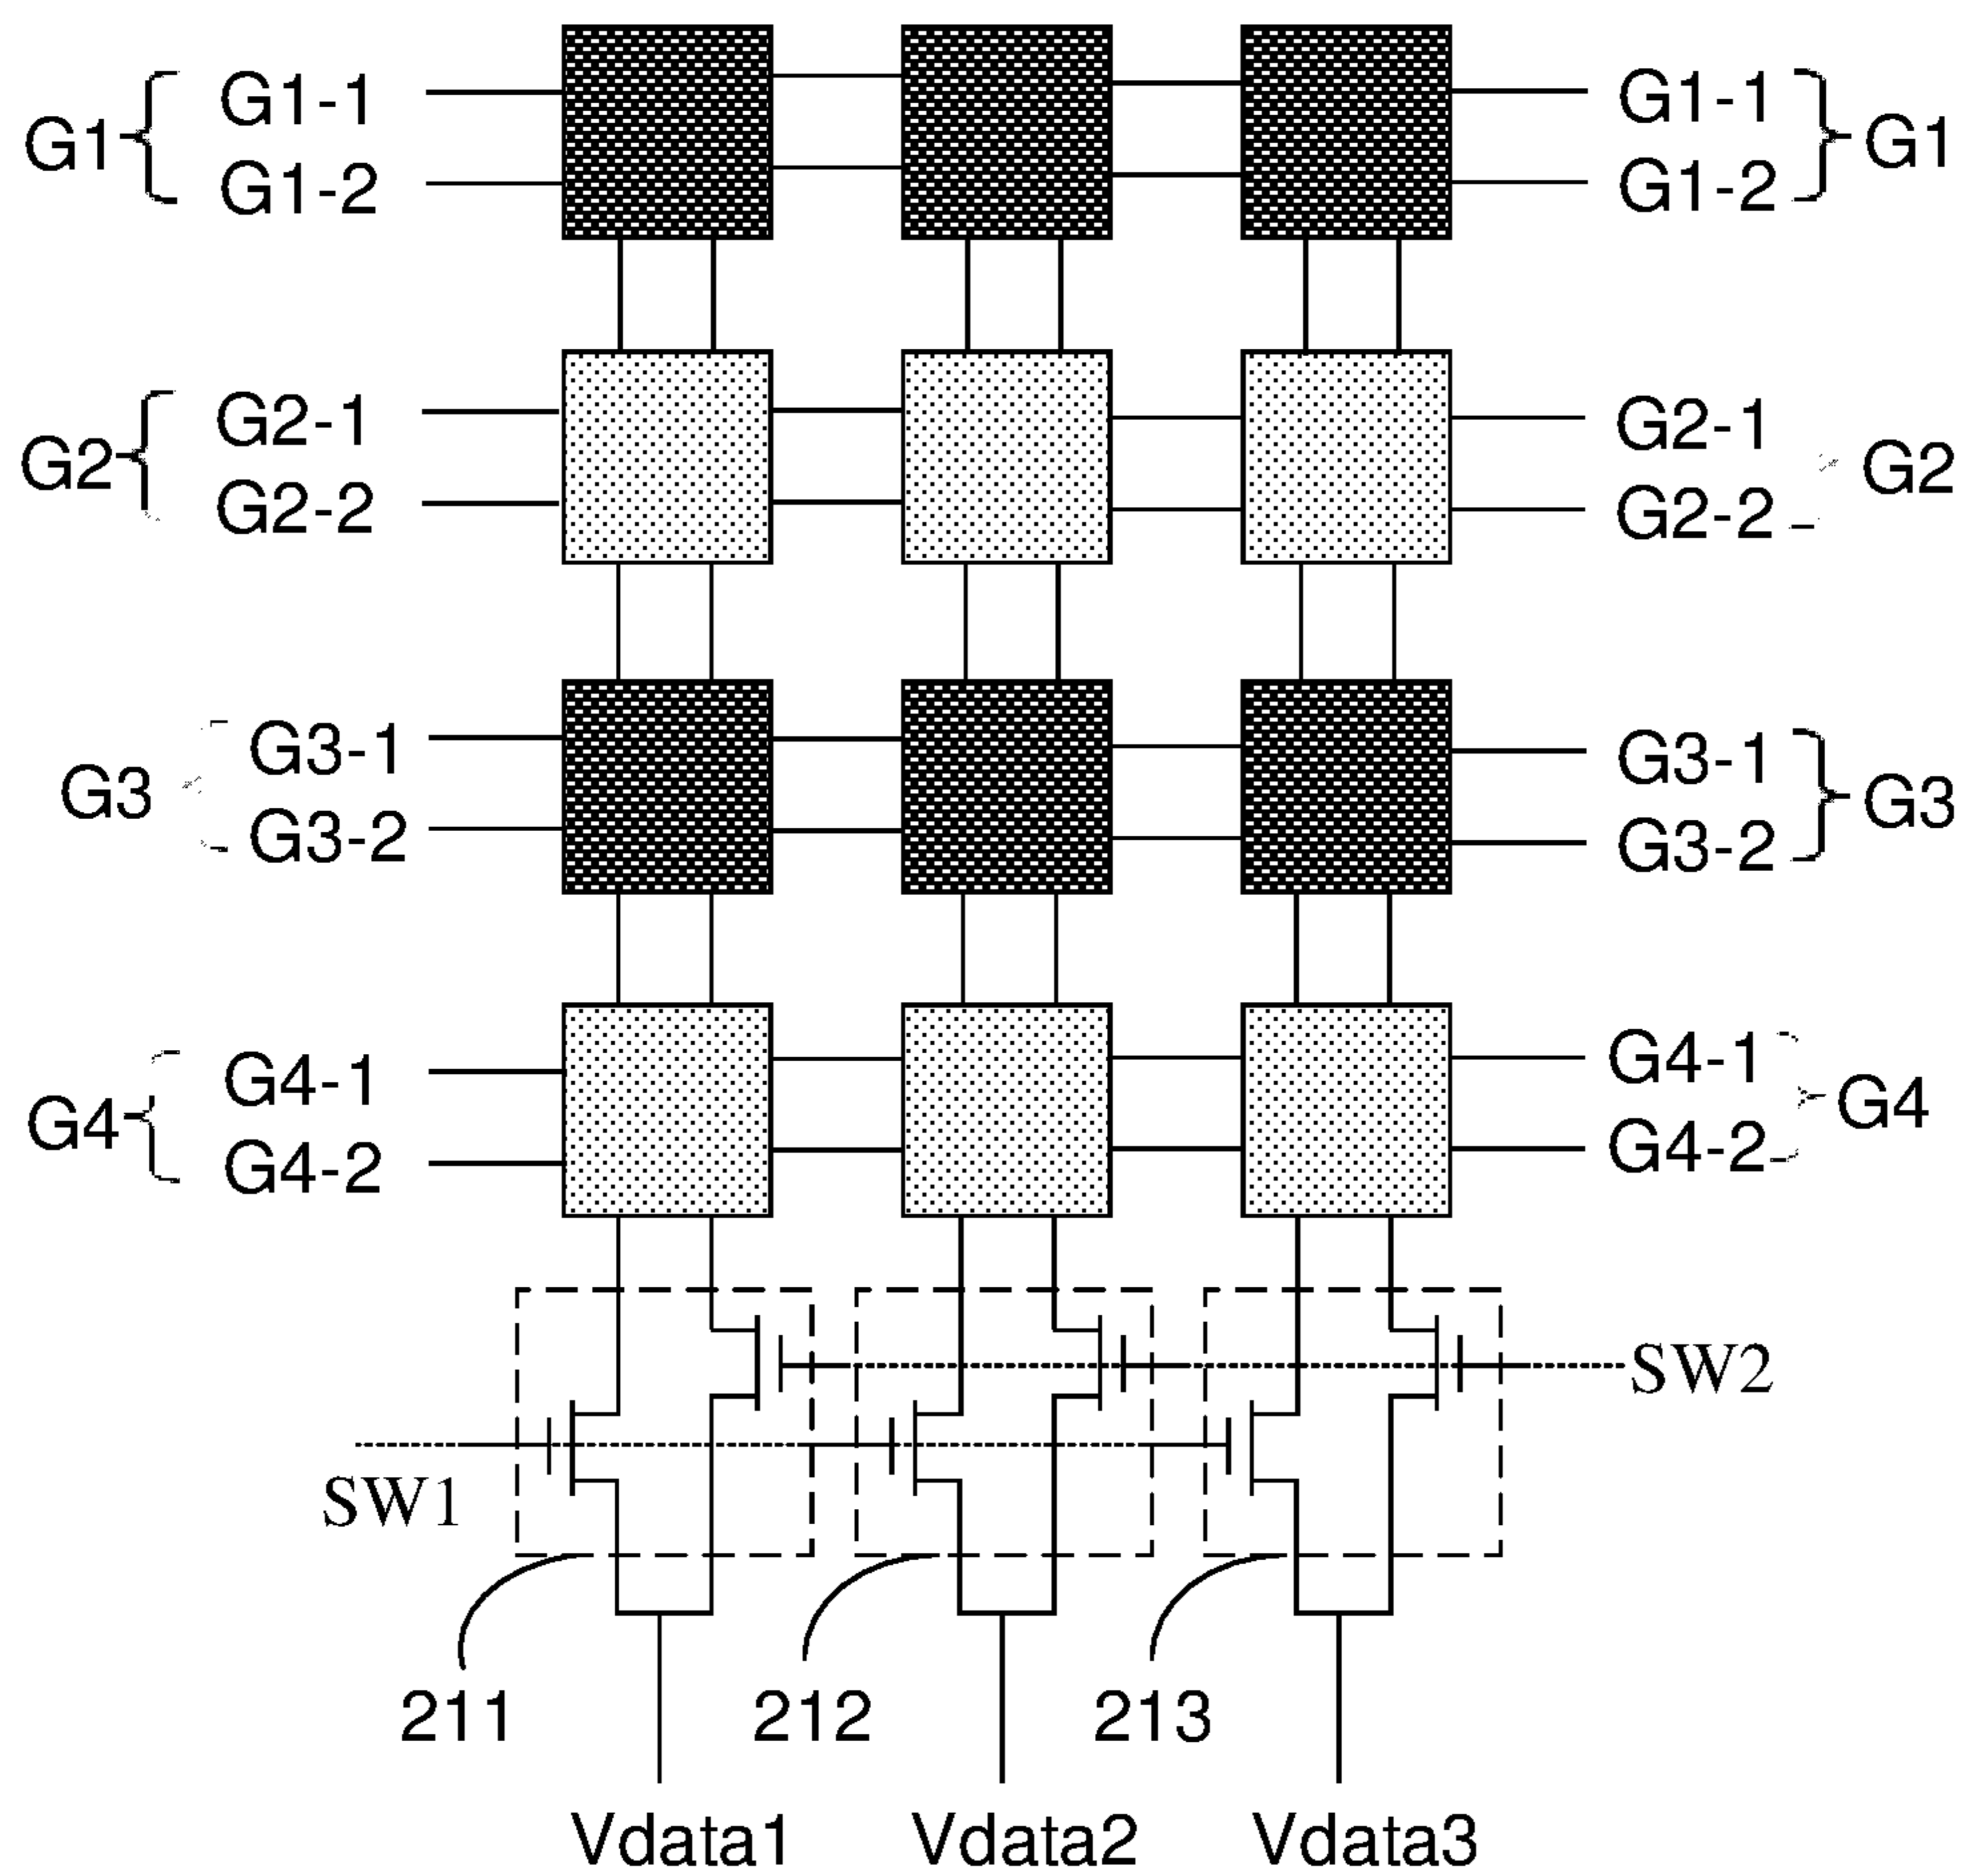 G1-1 G1-1
G1 G1
G1-2 G1-2
G2-1 G2-1
G2 G2
G2-2 G2-2
G3-1 G3-1
G3 G3
G3-2 G3-2
G4-1 G4-1
G4 G4
G4-2 G4-2
SW2
SW1
211 212 213
Vdata1 Vdata2 Vdata3